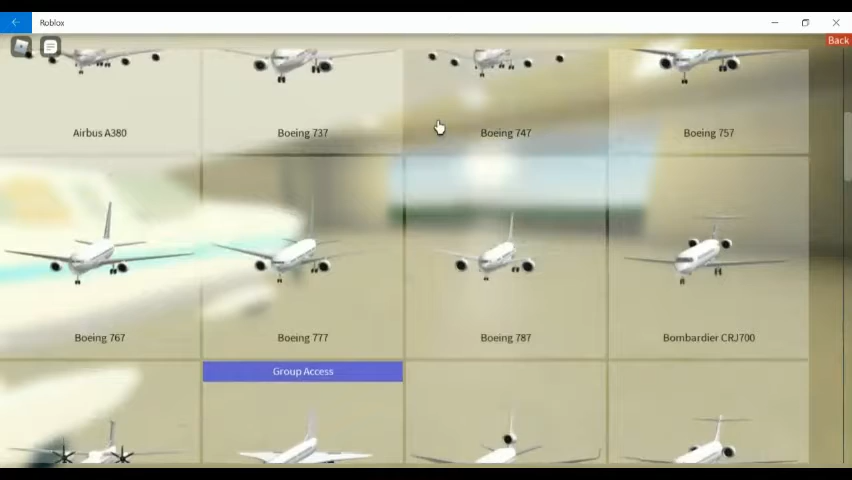 Roblox
Back
Airbus A380
Boeing 737
Boeing 747
Boeing 757
Boeing 767
Boeing 777
Boeing 787
Bombardier CRJ700
Group Access